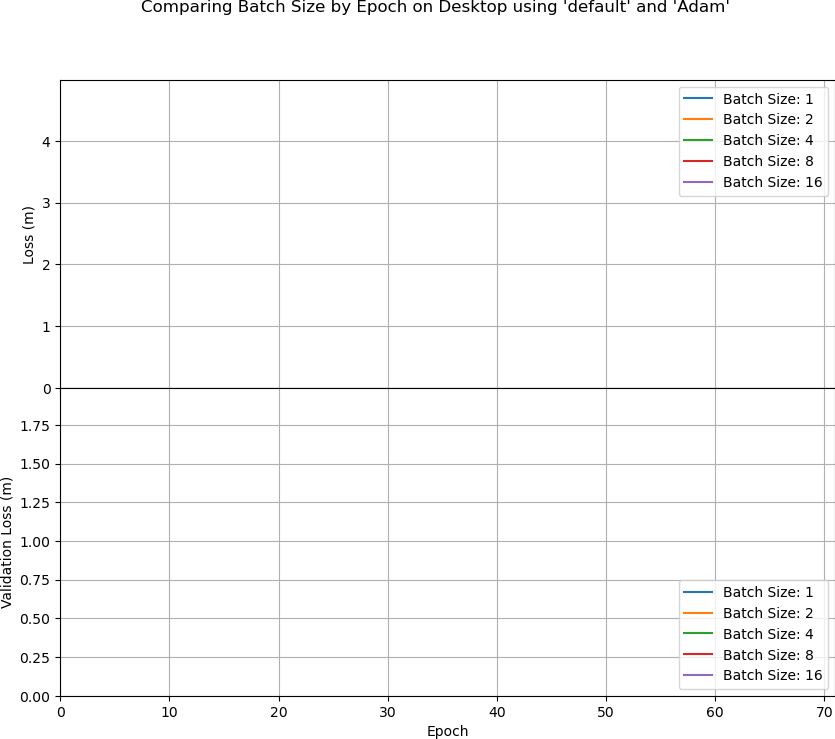 Comparing Batch Size by Epoch on Desktop using 'default' and 'Adam'
Batch Size: 1
Batch Size: 2
Batch Size: 4
Batch Size: 8
Batch Size: 16
4
3
2
1
0
Loss (m)
1.75
1.50
1.25
1.00
0.75
0.50
0.25
0.00
Validation Loss (m)
Batch Size: 1
Batch Size: 2
Batch Size: 4
Batch Size: 8
Batch Size: 16
0 10 20 30 40 50 60 70
Epoch